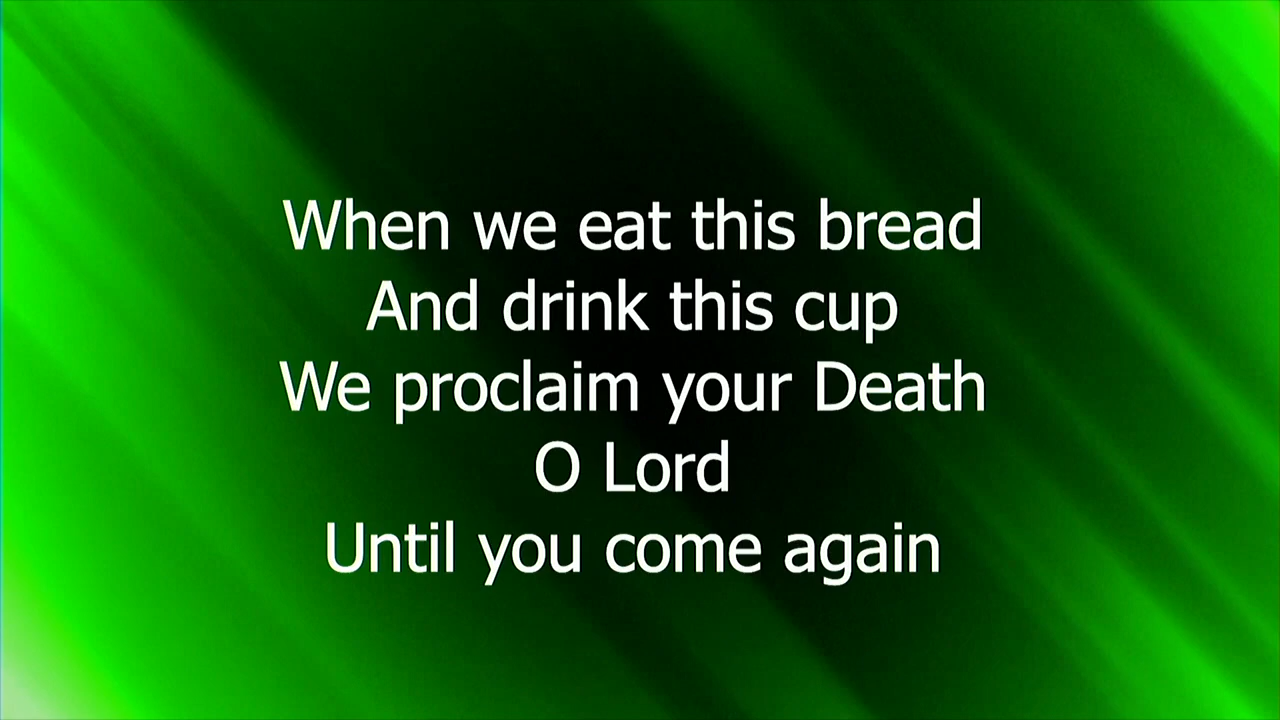 When we eat this bread
And drink this cup
We proclaim your Death
O Lord
Until you come again